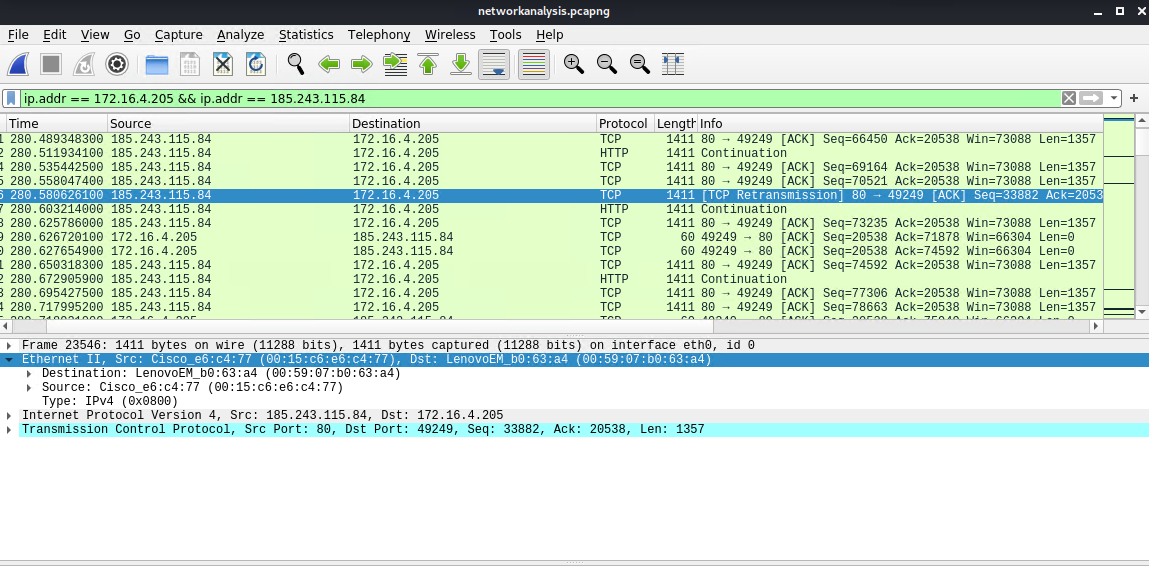 networkanalysis.pcapng
File Edit View Go Capture Analyze Statistics Telephony Wireless Tools Help
ip.addr == 172.16.4.205 && ip.addr == 185.243.115.84
Time Source Destination Protocol Length Info
280.489348300 185.243.115.84 172.16.4.205 TCP 1411 80 → 49249 [ACK] Seq=66450 Ack=20538 Win=73088 Len=1357
280.511934100 185.243.115.84 172.16.4.205 HTTP 1411 Continuation
280.535442500 185.243.115.84 172.16.4.205 TCP 1411 80 → 49249 [ACK] Seq=69164 Ack=20538 Win=73088 Len=1357
280.558047400 185.243.115.84 172.16.4.205 TCP 1411 80 → 49249 [ACK] Seq=70521 Ack=20538 Win=73088 Len=1357
280.580626100 185.243.115.84 172.16.4.205 TCP 1411 [TCP Retransmission] 80 → 49249 [ACK] Seq=33882 Ack=2053
280.603214000 185.243.115.84 172.16.4.205 HTTP 1411 Continuation
280.625786000 185.243.115.84 172.16.4.205 TCP 1411 80 → 49249 [ACK] Seq=73235 Ack=20538 Win=73088 Len=1357
280.626720100 172.16.4.205 185.243.115.84 TCP 60 49249 → 80 [ACK] Seq=20538 Ack=71878 Win=66304 Len=0
280.627654900 172.16.4.205 185.243.115.84 TCP 60 49249 → 80 [ACK] Seq=20538 Ack=74592 Win=66304 Len=0
280.650318300 185.243.115.84 172.16.4.205 TCP 1411 80 → 49249 [ACK] Seq=74592 Ack=20538 Win=73088 Len=1357
280.672905900 185.243.115.84 172.16.4.205 HTTP 1411 Continuation
280.695427500 185.243.115.84 172.16.4.205 TCP 1411 80 → 49249 [ACK] Seq=77306 Ack=20538 Win=73088 Len=1357
280.717995200 185.243.115.84 172.16.4.205 TCP 1411 80 → 49249 [ACK] Seq=78663 Ack=20538 Win=73088 Len=1357
Frame 23546: 1411 bytes on wire (11288 bits), 1411 bytes captured (11288 bits) on interface eth0, id 0
Ethernet II, Src: Cisco_e6:c4:77 (00:15:c6:e6:c4:77), Dst: LenovoEM_b0:63:a4 (00:59:07:b0:63:a4)
Destination: LenovoEM_b0:63:a4 (00:59:07:b0:63:a4)
Source: Cisco_e6:c4:77 (00:15:c6:e6:c4:77)
Type: IPv4 (0x0800)
Internet Protocol Version 4, Src: 185.243.115.84, Dst: 172.16.4.205
Transmission Control Protocol, Src Port: 80, Dst Port: 49249, Seq: 33882, Ack: 20538, Len: 1357